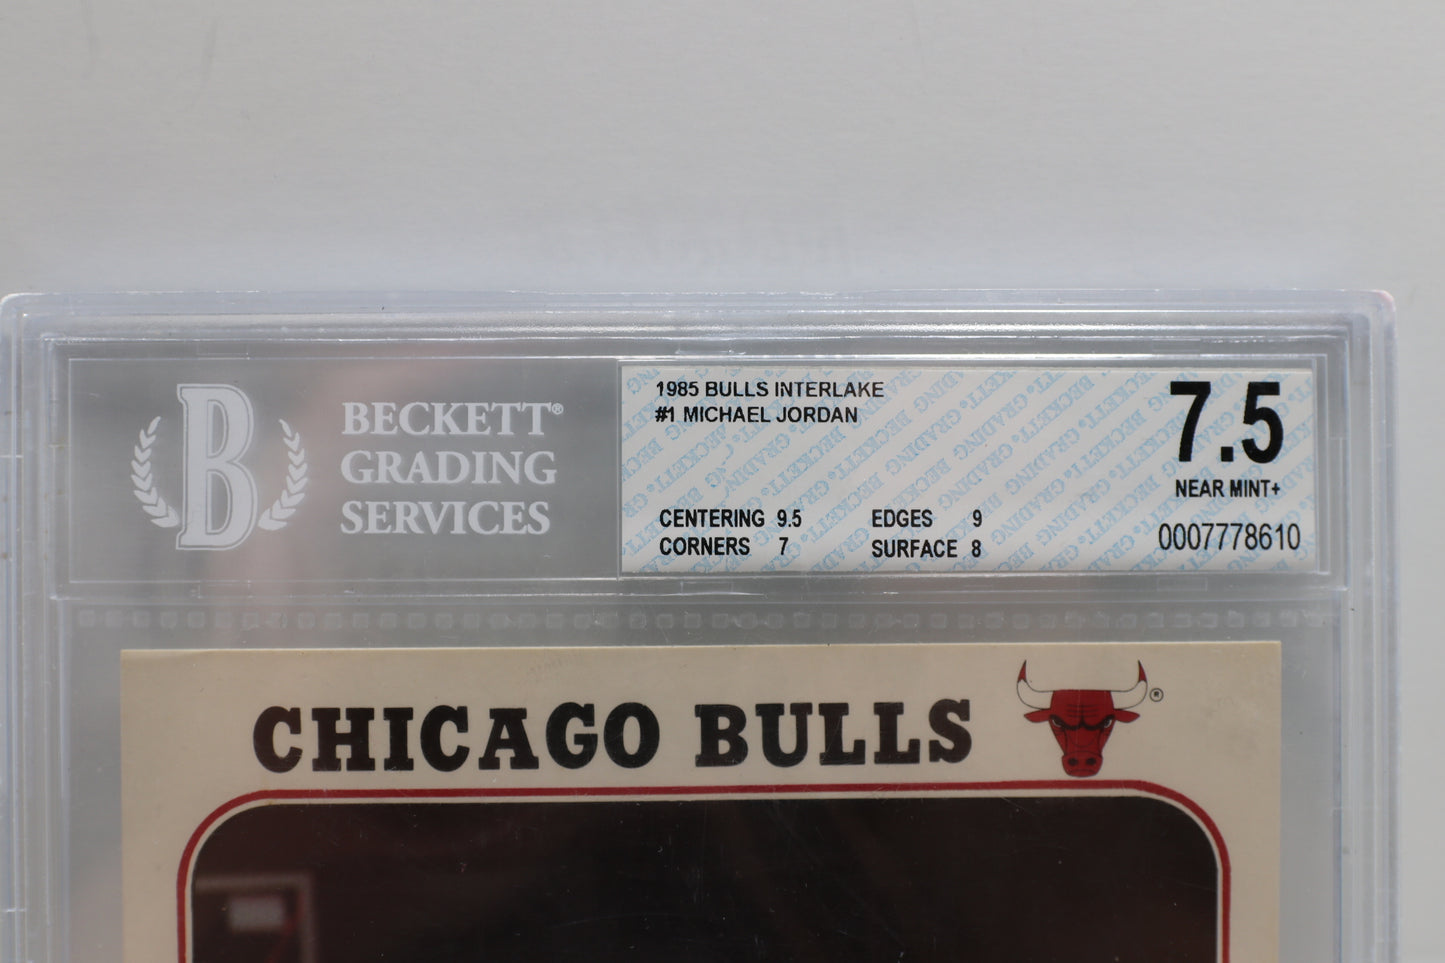 BECKETT®
GRADING
SERVICES
B
1985 BULLS INTERLAKE
#1 MICHAEL JORDAN
7.5
NEAR MINT+
CENTERING 9.5 EDGES 9
CORNERS 7 SURFACE 8
0007778610
CHICAGO BULLS ®